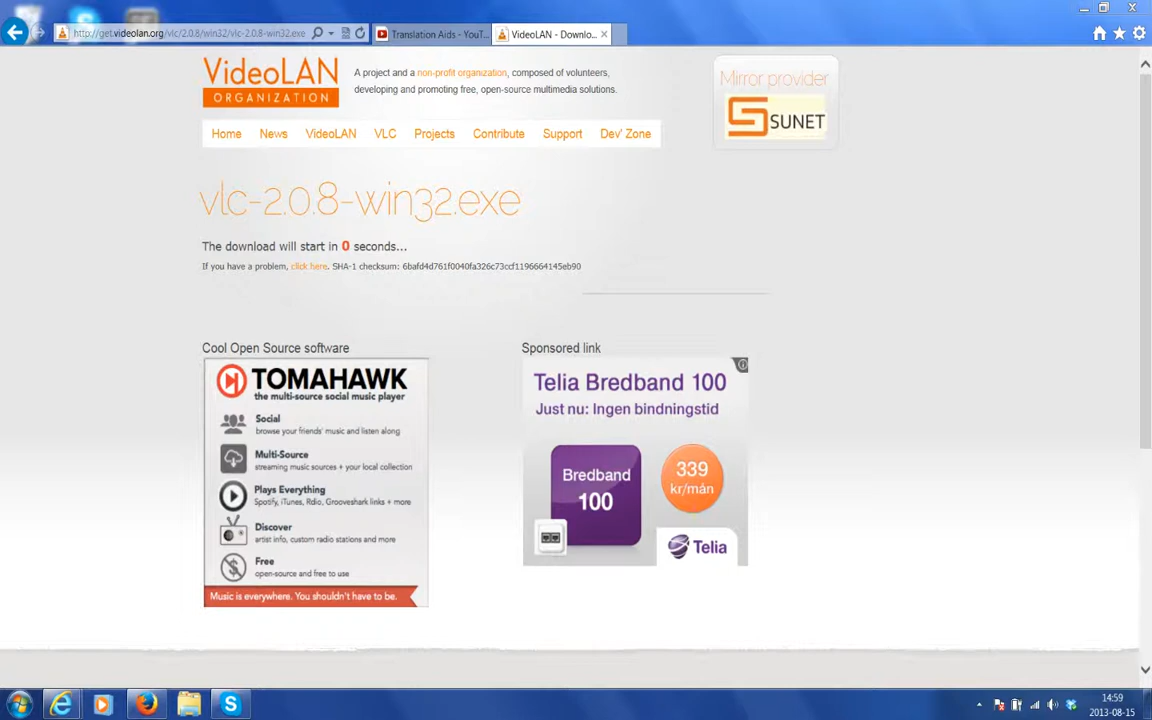 http://get.videolan.org/vlc/2.0.8/win32/vlc-2.0.8-win32.exe
Translation Aids - YouT...
VideoLAN - Downlo...
VideoLAN
ORGANIZATION
A project and a non-profit organization, composed of volunteers,
developing and promoting free, open-source multimedia solutions.
Mirror provider
SUNET
Home News VideoLAN VLC Projects Contribute Support Dev' Zone
vlc-2.0.8-win32.exe
The download will start in 0 seconds...
If you have a problem, click here. SHA-1 checksum: 6bafd4d761f0040fa326c73ccf1196664145eb90
Cool Open Source software
TOMAHAWK
the multi-source social music player
Social
browse your friends' music and listen along
Multi-Source
streaming music sources + your local collection
Plays Everything
Spotify, iTunes, Rdio, Grooveshark links + more
Discover
artist info, custom radio stations and more
Free
open-source and free to use
Music is everywhere. You shouldn't have to be.
Sponsored link
Telia Bredband 100
Just nu: Ingen bindningstid
Bredband
100
339
kr/mån
Telia
14:59
2013-08-15